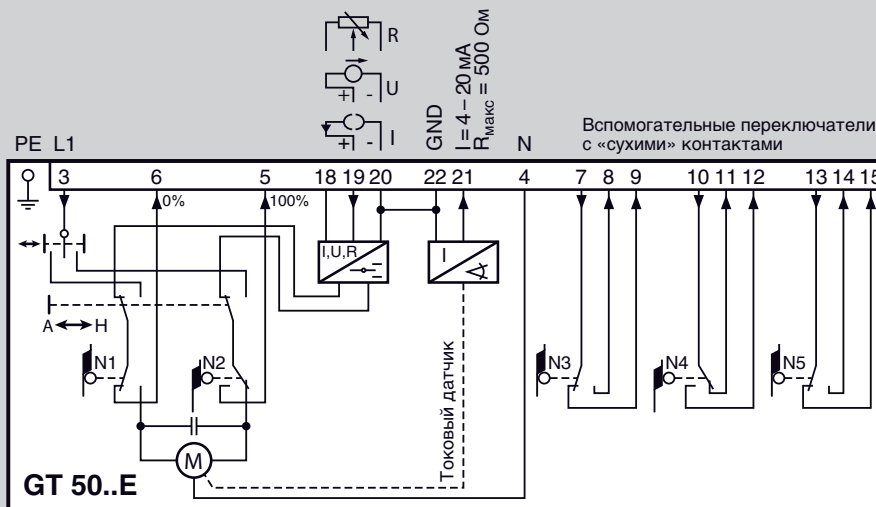 R
U
+ -
I
+ -
GND
I = 4 – 20 мА
Rмакс = 500 Ом
PE L1
N
Вспомогательные переключатели
с «сухими» контактами
3 6 5 18 19 20 22 21 4 7 8 9 10 11 12 13 14 15
0%
100%
I,U,R
I
A H
N1
N2
N3
N4
N5
Токовый датчик
M
GT 50..E